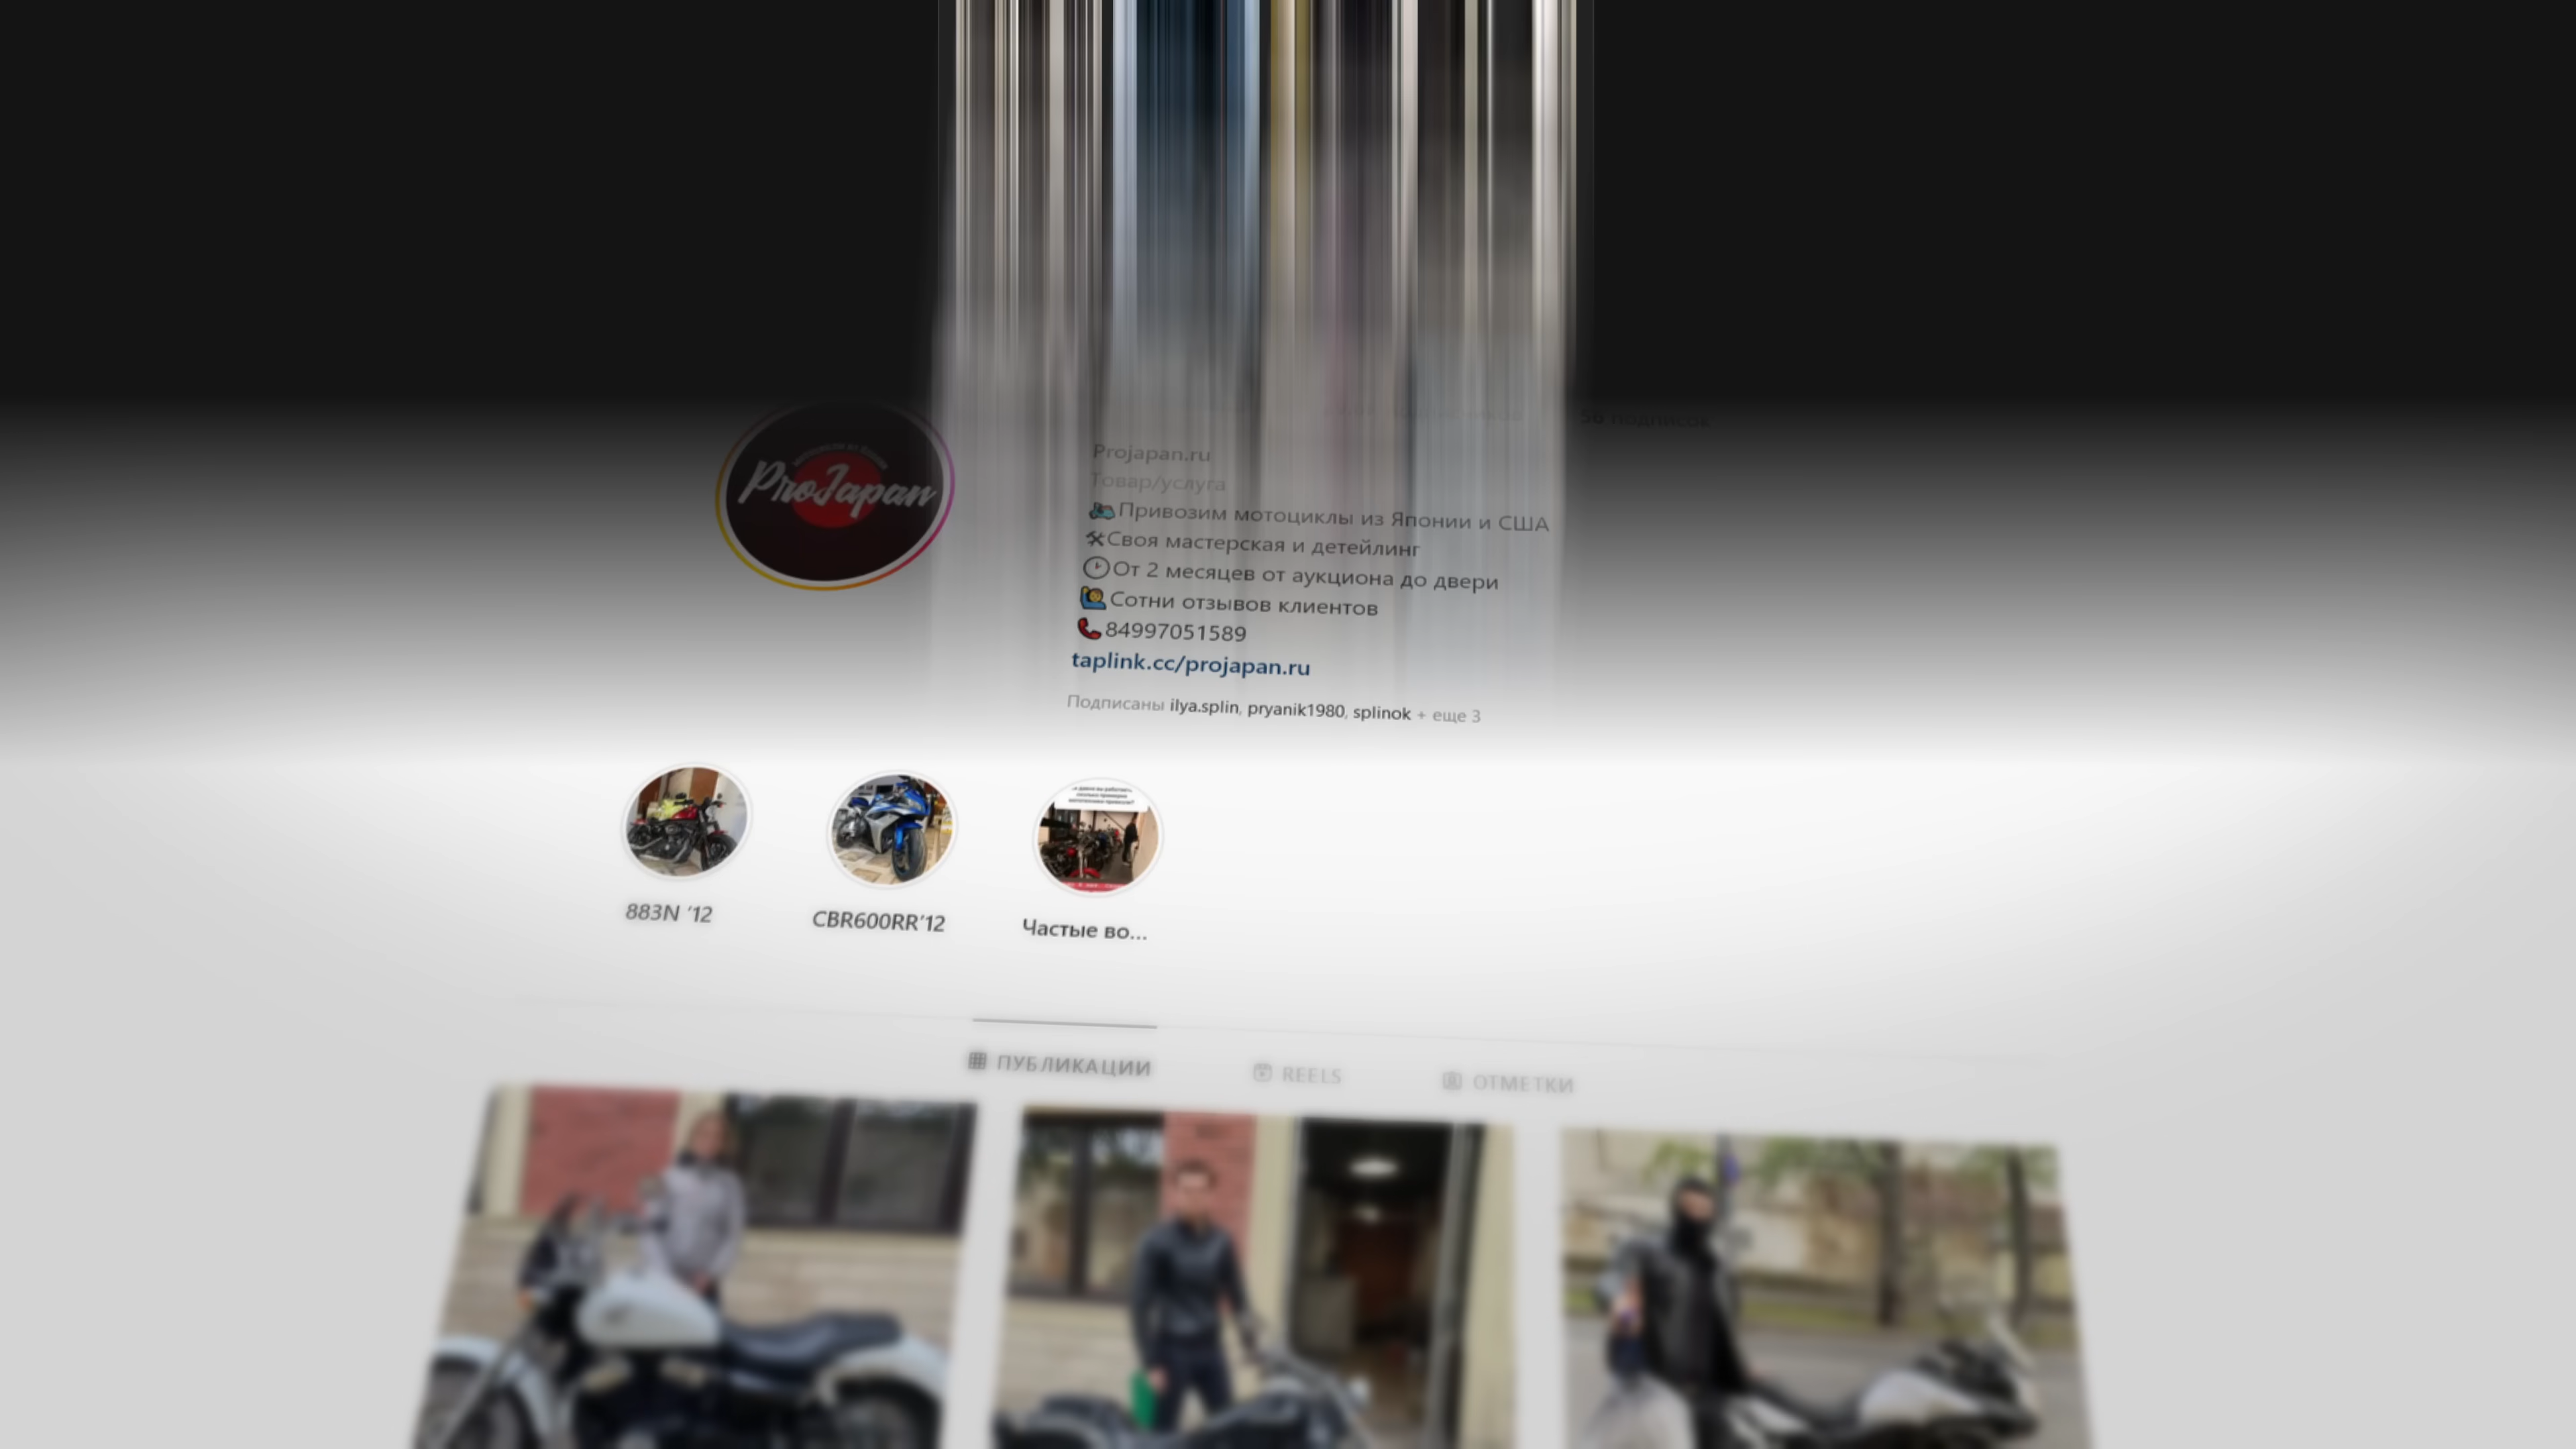 56 подписок
ProJapan
Projapan.ru
Товар/услуга
Привозим мотоциклы из Японии и США
Своя мастерская и детейлинг
От 2 месяцев от аукциона до двери
Сотни отзывов клиентов
84997051589
taplink.cc/projapan.ru
Подписаны ilya.splin, pryanik1980, splinok + еще 3
883N ‘12
CBR600RR’12
Частые во...
ПУБЛИКАЦИИ
REELS
ОТМЕТКИ